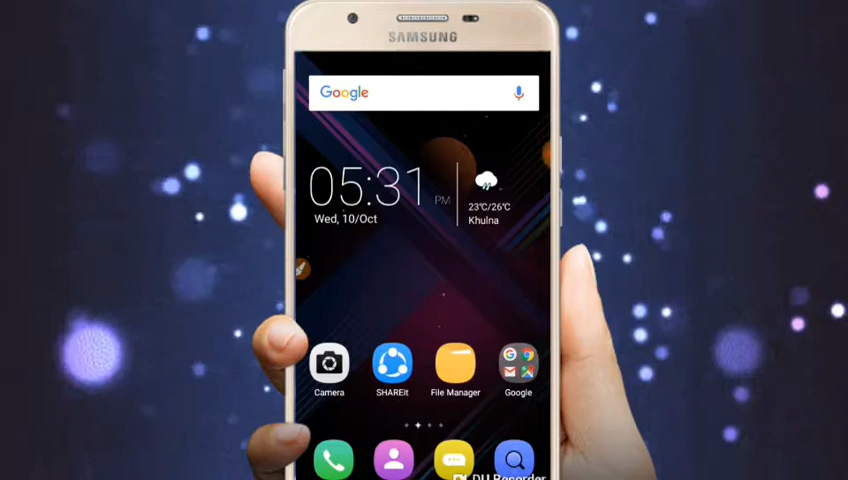 SAMSUNG
Google
05:31 PM
Wed, 10/Oct
23°C/26°C
Khulna
Camera
SHAREit
File Manager
Google
DU Recorder